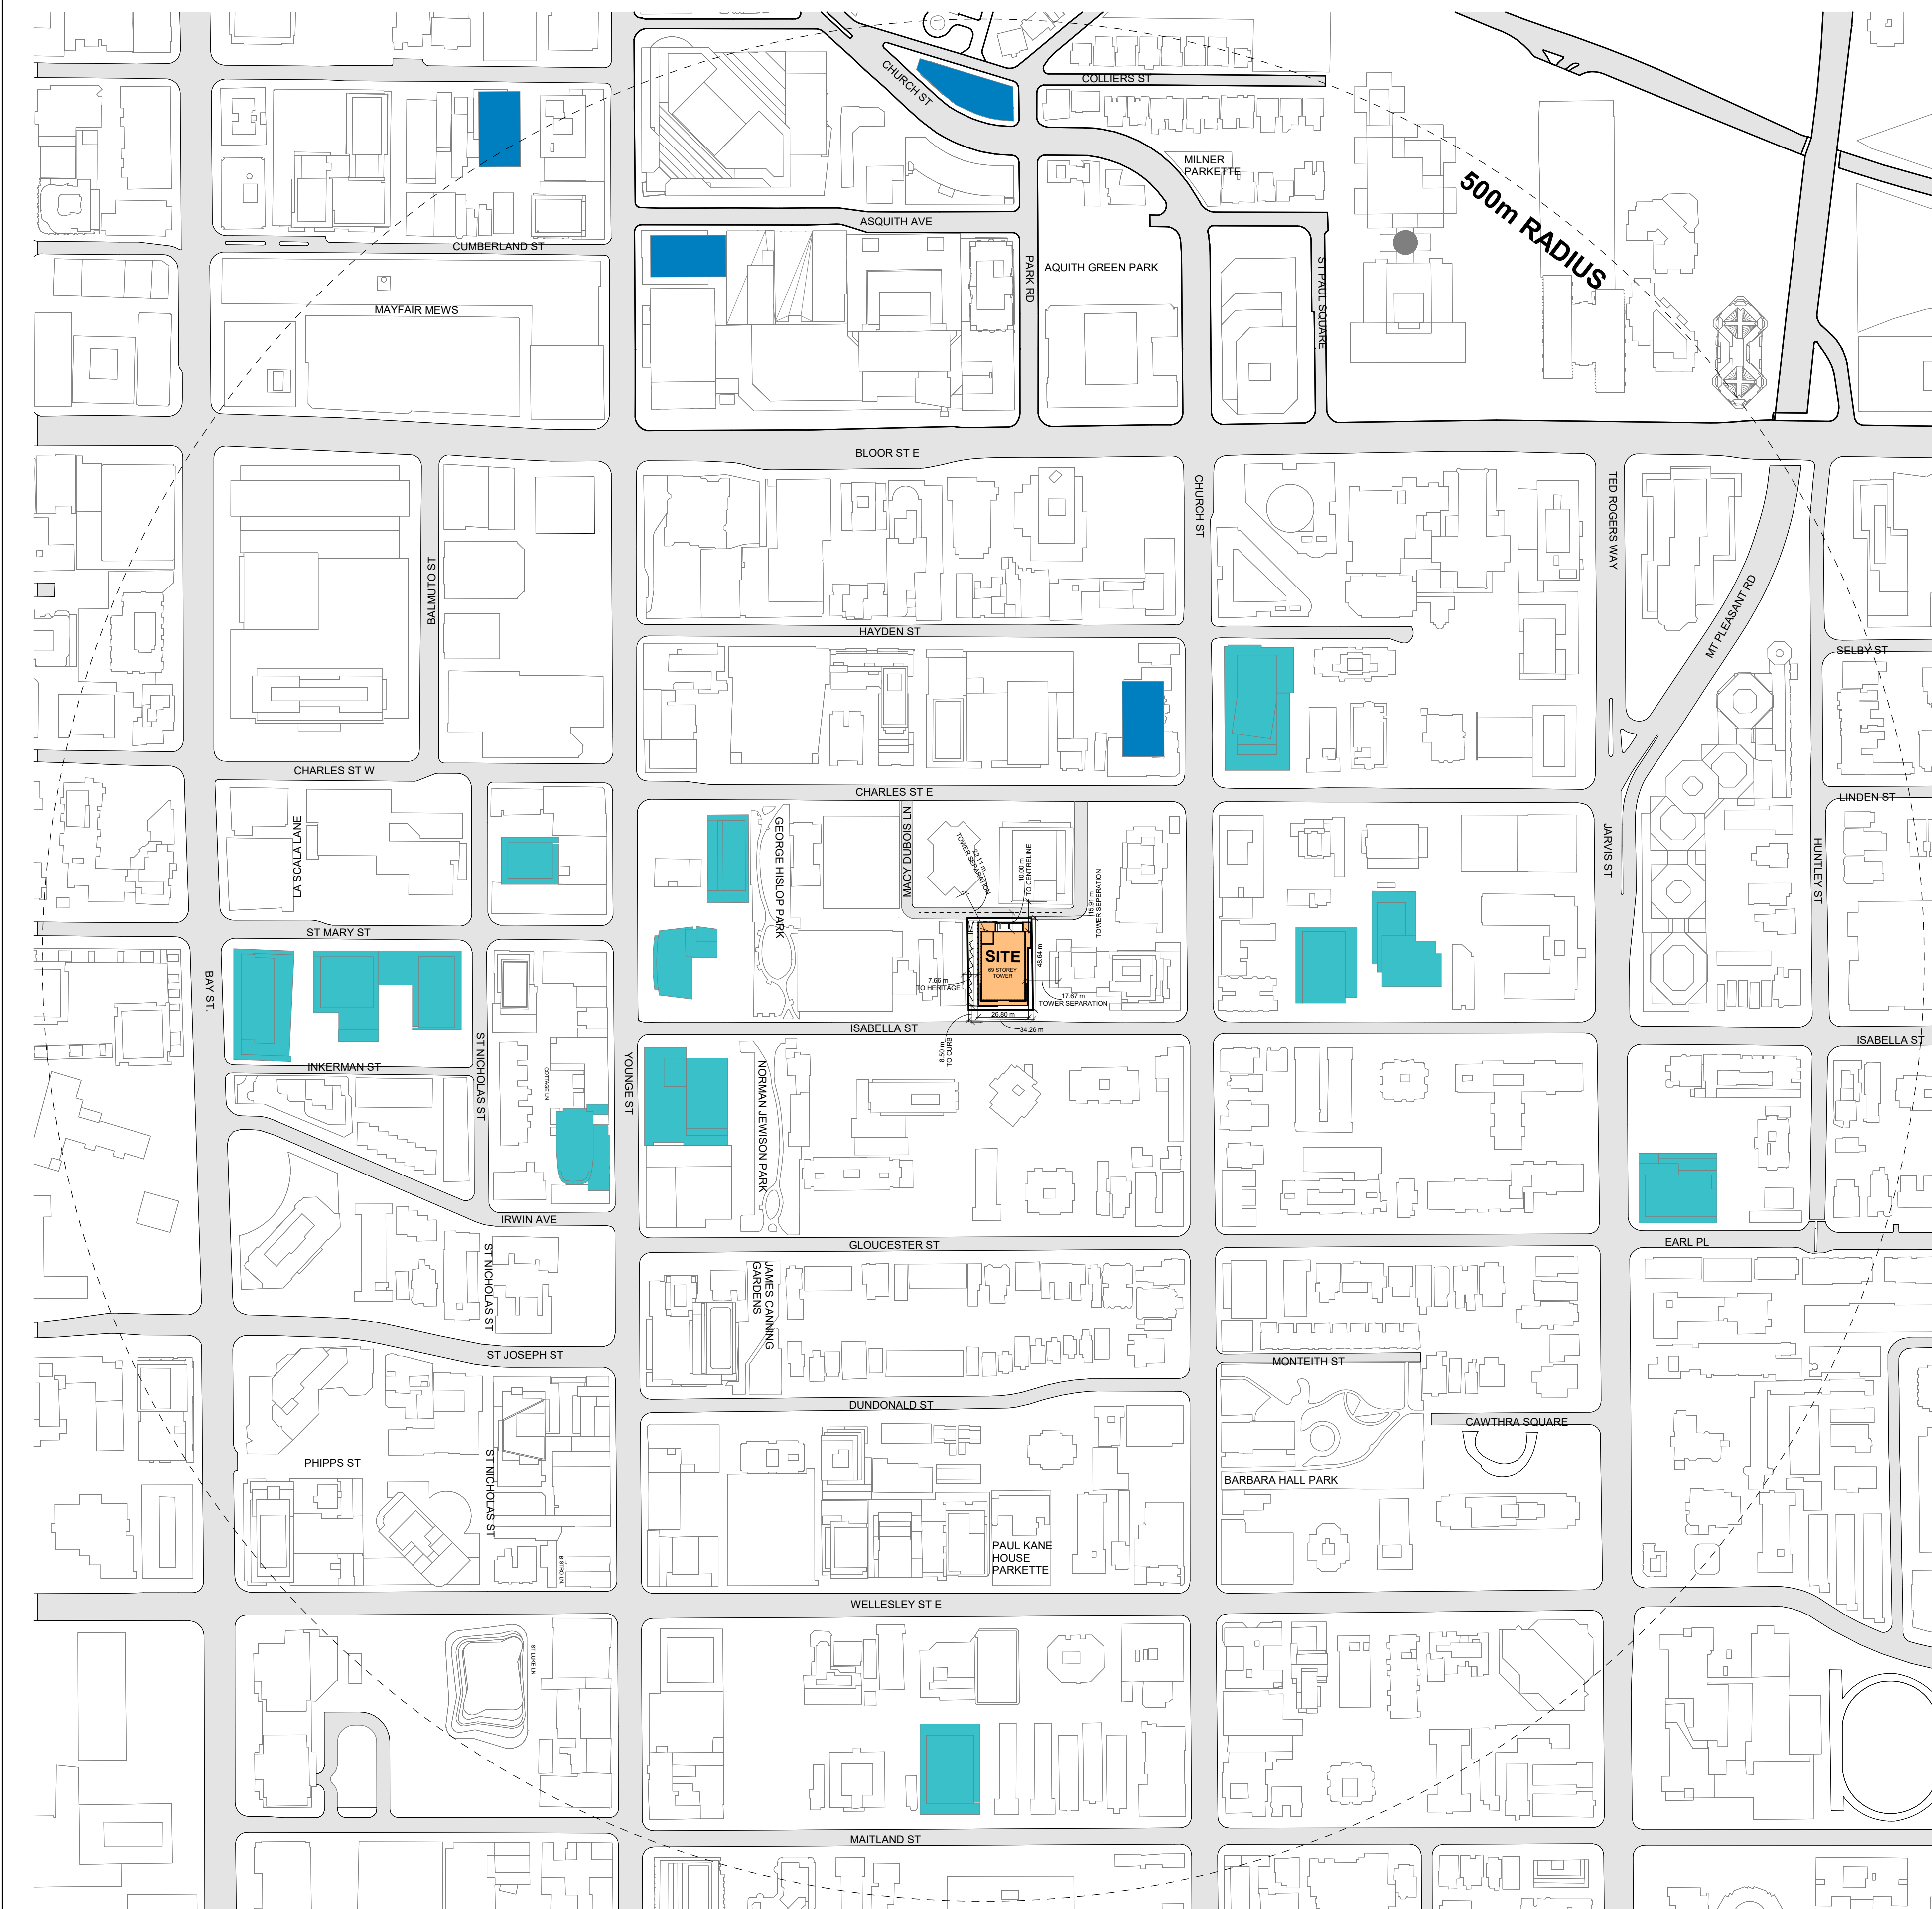 CHURCH ST
COLLIERS ST
MILNER
PARKETTE
500m RADIUS
ASQUITH AVE
CUMBERLAND ST
PARK RD
AQUITH GREEN PARK
ST PAUL SQUARE
MAYFAIR MEWS
BLOOR ST E
CHURCH ST
TED ROGERS WAY
BALMUTO ST
MT PLEASANT RD
HAYDEN ST
SELBY ST
CHARLES ST W
CHARLES ST E
LINDEN ST
LA SCALA LANE
GEORGE HISLOP PARK
MACY DUBOIS LN
23.11 m
TOWER SEPARATION
10.00 m
TO CENTRELINE
15.91 m
TOWER SEPERATION
JARVIS ST
HUNTLEY ST
ST MARY ST
SITE
69 STOREY
TOWER
48.64 m
7.66 m
TO HERITAGE
17.67 m
TOWER SEPARATION
26.80 m
34.26 m
8.50 m
TO CURB
BAY ST.
ISABELLA ST
ISABELLA ST
ST NICHOLAS ST
YOUNGE ST
INKERMAN ST
COTTAGE LN
NORMAN JEWISON PARK
IRWIN AVE
GLOUCESTER ST
EARL PL
ST NICHOLAS ST
JAMES CANNING
GARDENS
ST JOSEPH ST
MONTEITH ST
DUNDONALD ST
CAWTHRA SQUARE
PHIPPS ST
ST NICHOLAS ST
BARBARA HALL PARK
PAUL KANE
HOUSE
PARKETTE
BISTRO LN
WELLESLEY ST E
ST LUKE LN
MAITLAND ST